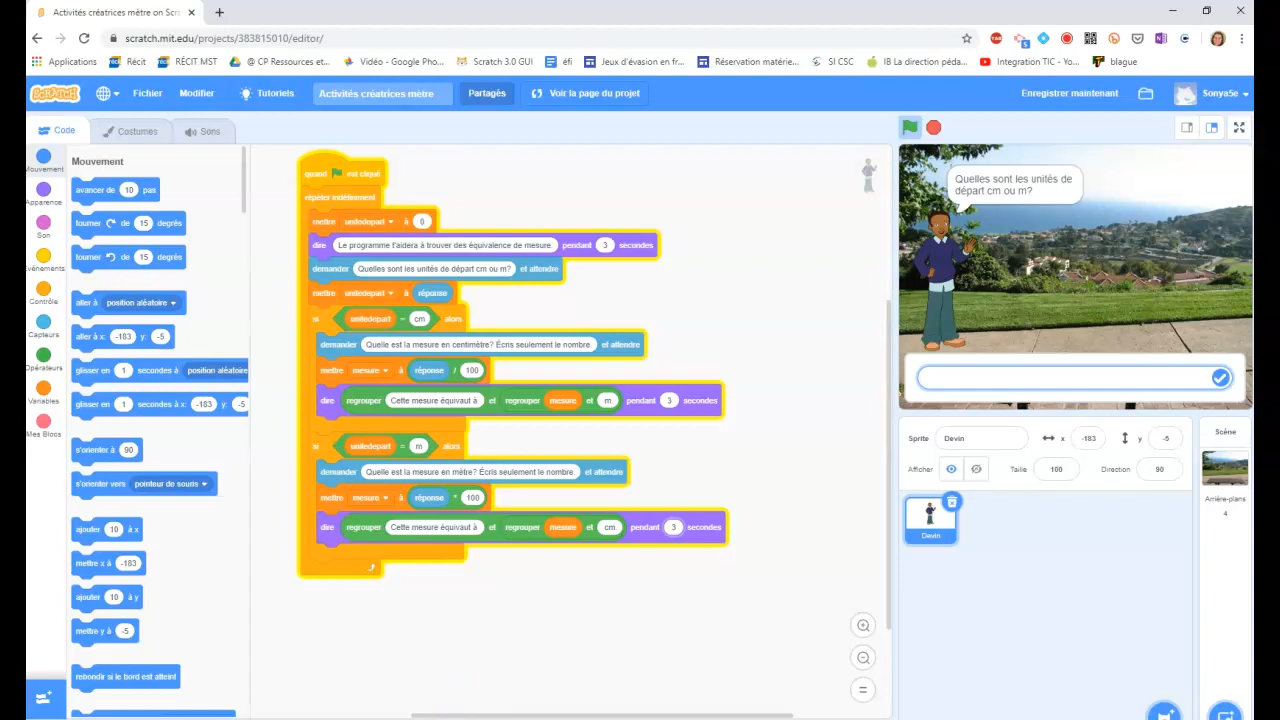 Activités créatrices mètre on Scr
scratch.mit.edu/projects/383815010/editor/
Applications Récit RÉCIT MST @ CP Ressources et... Vidéo - Google Pho... Scratch 3.0 GUI éfi Jeux d'évasion en fr... Réservation matérie... SI CSC IB La direction péda... Integration TIC - Yo... blague
SCRATCH Fichier Modifier Tutoriels Activités créatrices mètre Partagés Voir la page du projet Enregistrer maintenant Sonya5e
Code Costumes Sons
Mouvement
Apparence
Son
Événements
Contrôle
Capteurs
Opérateurs
Variables
Mes Blocs
Mouvement
avancer de 10 pas
tourner de 15 degrés
tourner de 15 degrés
aller à position aléatoire
aller à x: -183 y: -5
glisser en 1 secondes à position aléatoire
glisser en 1 secondes à x: -183 y: -5
s'orienter à 90
s'orienter vers pointeur de souris
ajouter 10 à x
mettre x à -183
ajouter 10 à y
mettre y à -5
rebondir si le bord est atteint
quand est cliqué
répéter indéfiniment
mettre unitedepart à 0
dire Le programme t'aidera à trouver des équivalence de mesure. pendant 3 secondes
demander Quelles sont les unités de départ cm ou m? et attendre
mettre unitedepart à réponse
si unitedepart = cm alors
demander Quelle est la mesure en centimètre? Écris seulement le nombre. et attendre
mettre mesure à réponse / 100
dire regrouper Cette mesure équivaut à et regrouper mesure et m pendant 3 secondes
si unitedepart = m alors
demander Quelle est la mesure en mètre? Écris seulement le nombre. et attendre
mettre mesure à réponse * 100
dire regrouper Cette mesure équivaut à et regrouper mesure et cm pendant 3 secondes
Quelles sont les unités de
départ cm ou m?
Sprite Devin x -183 y -5
Afficher Taille 100 Direction 90
Devin
Scène
Arrière-plans
4